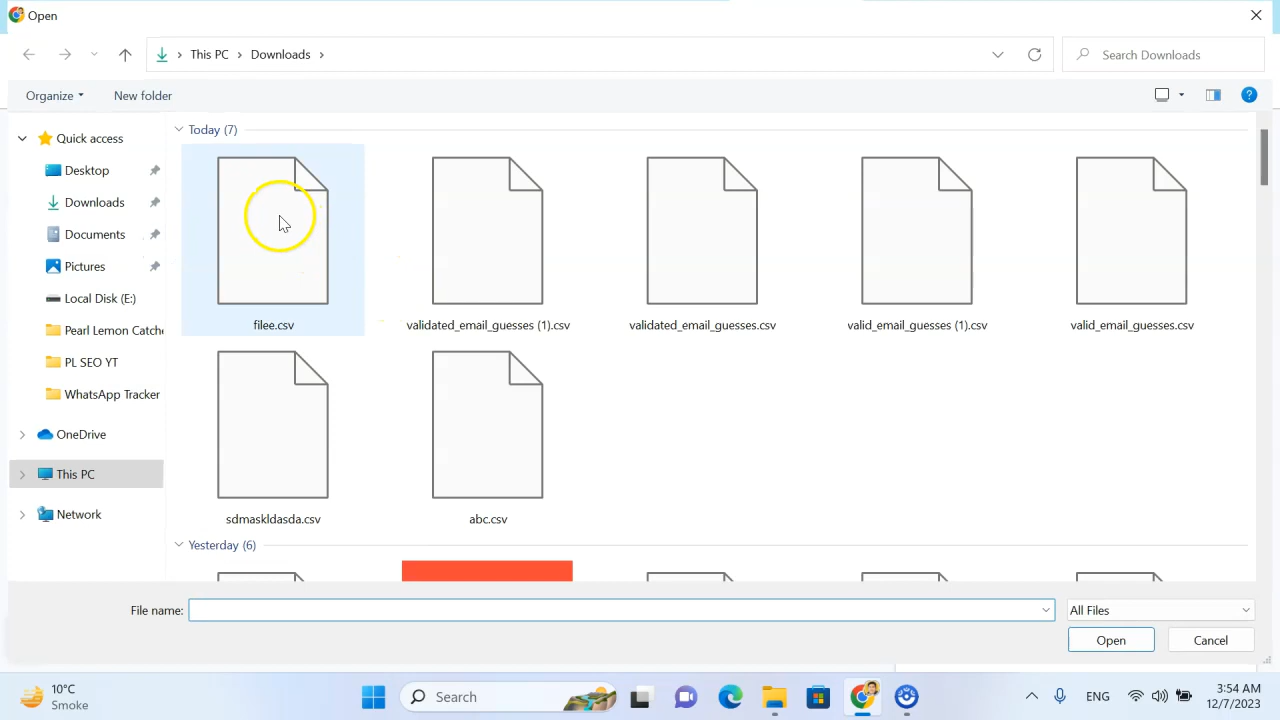 Open
This PC > Downloads >
Search Downloads
Organize
New folder
Quick access
Desktop
Downloads
Documents
Pictures
Local Disk (E:)
Pearl Lemon Catche
PL SEO YT
WhatsApp Tracker
OneDrive
This PC
Network
Today (7)
filee.csv
validated_email_guesses (1).csv
validated_email_guesses.csv
valid_email_guesses (1).csv
valid_email_guesses.csv
sdmaskldasda.csv
abc.csv
Yesterday (6)
File name:
All Files
Open
Cancel
10°C
Smoke
Search
ENG
3:54 AM
12/7/2023